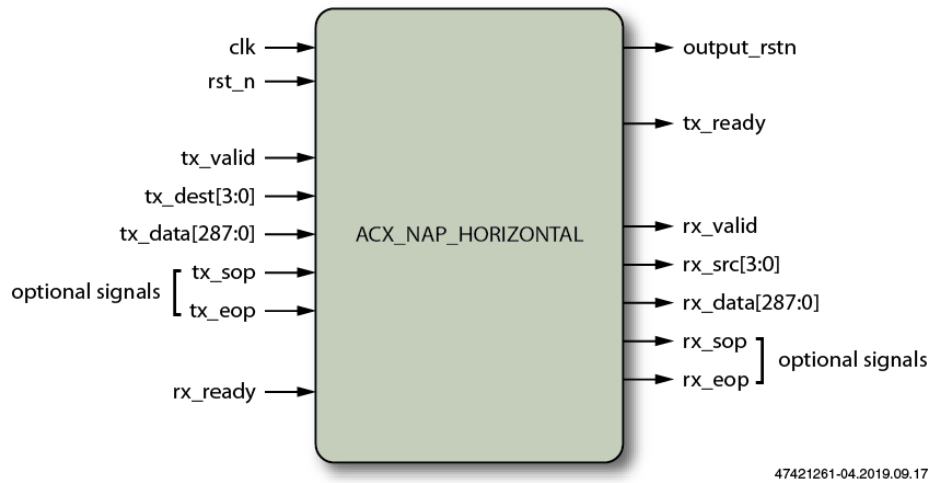 clk
rst_n
tx_valid
tx_dest[3:0]
tx_data[287:0]
optional signals
tx_sop
tx_eop
rx_ready
ACX_NAP_HORIZONTAL
output_rstn
tx_ready
rx_valid
rx_src[3:0]
rx_data[287:0]
rx_sop
rx_eop
optional signals
47421261-04.2019.09.17